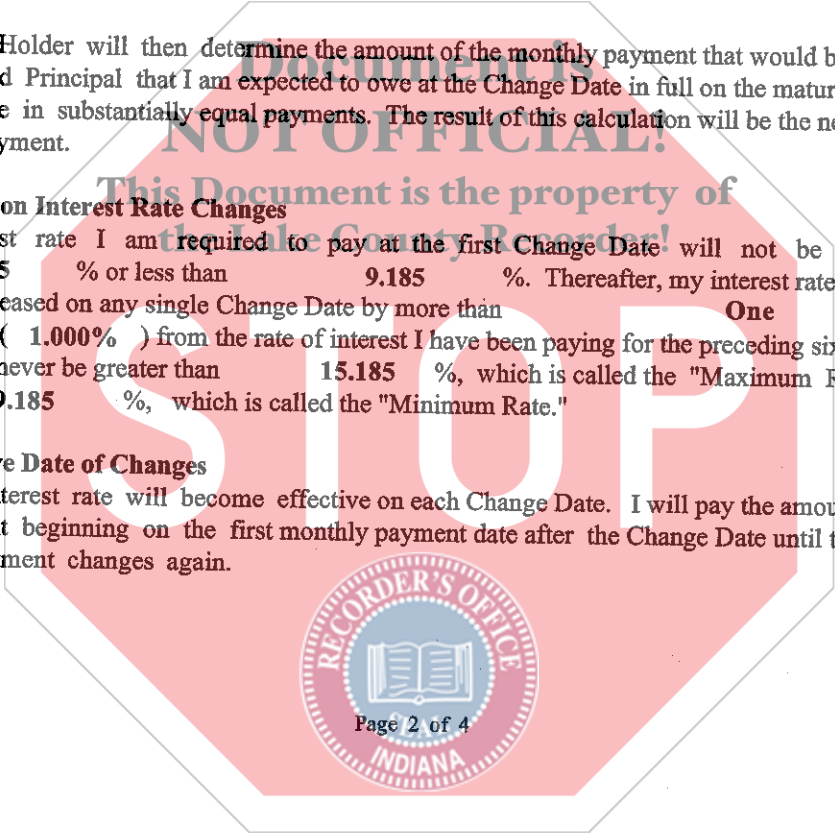 Holder will then determine the amount of the monthly payment that would b
d Principal that I am expected to owe at the Change Date in full on the matur
e in substantially equal payments. The result of this calculation will be the ne
yment.
Document is
NOT OFFICIAL!
This Document is the property of
the Lake County Recorder!
on Interest Rate Changes
st rate I am required to pay at the first Change Date will not be
5 % or less than 9.185 %. Thereafter, my interest rate
eased on any single Change Date by more than One
( 1.000% ) from the rate of interest I have been paying for the preceding six
never be greater than 15.185 %, which is called the "Maximum R
9.185 %, which is called the "Minimum Rate."
STOP
e Date of Changes
terest rate will become effective on each Change Date. I will pay the amou
t beginning on the first monthly payment date after the Change Date until t
ment changes again.
RECORDER'S OFFICE
Page 2 of 4
INDIANA